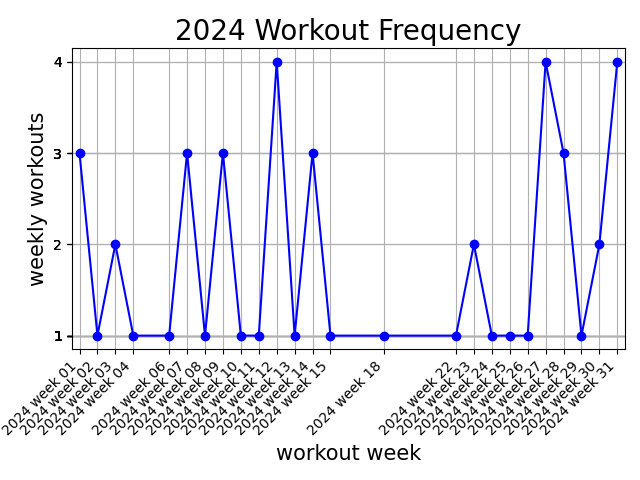 2024 Workout Frequency
4
3
2
1
weekly workouts
2024 week 01
2024 week 02
2024 week 03
2024 week 04
2024 week 06
2024 week 07
2024 week 08
2024 week 09
2024 week 10
2024 week 11
2024 week 12
2024 week 13
2024 week 14
2024 week 15
2024 week 18
2024 week 22
2024 week 23
2024 week 24
2024 week 25
2024 week 26
2024 week 27
2024 week 28
2024 week 29
2024 week 30
2024 week 31
workout week